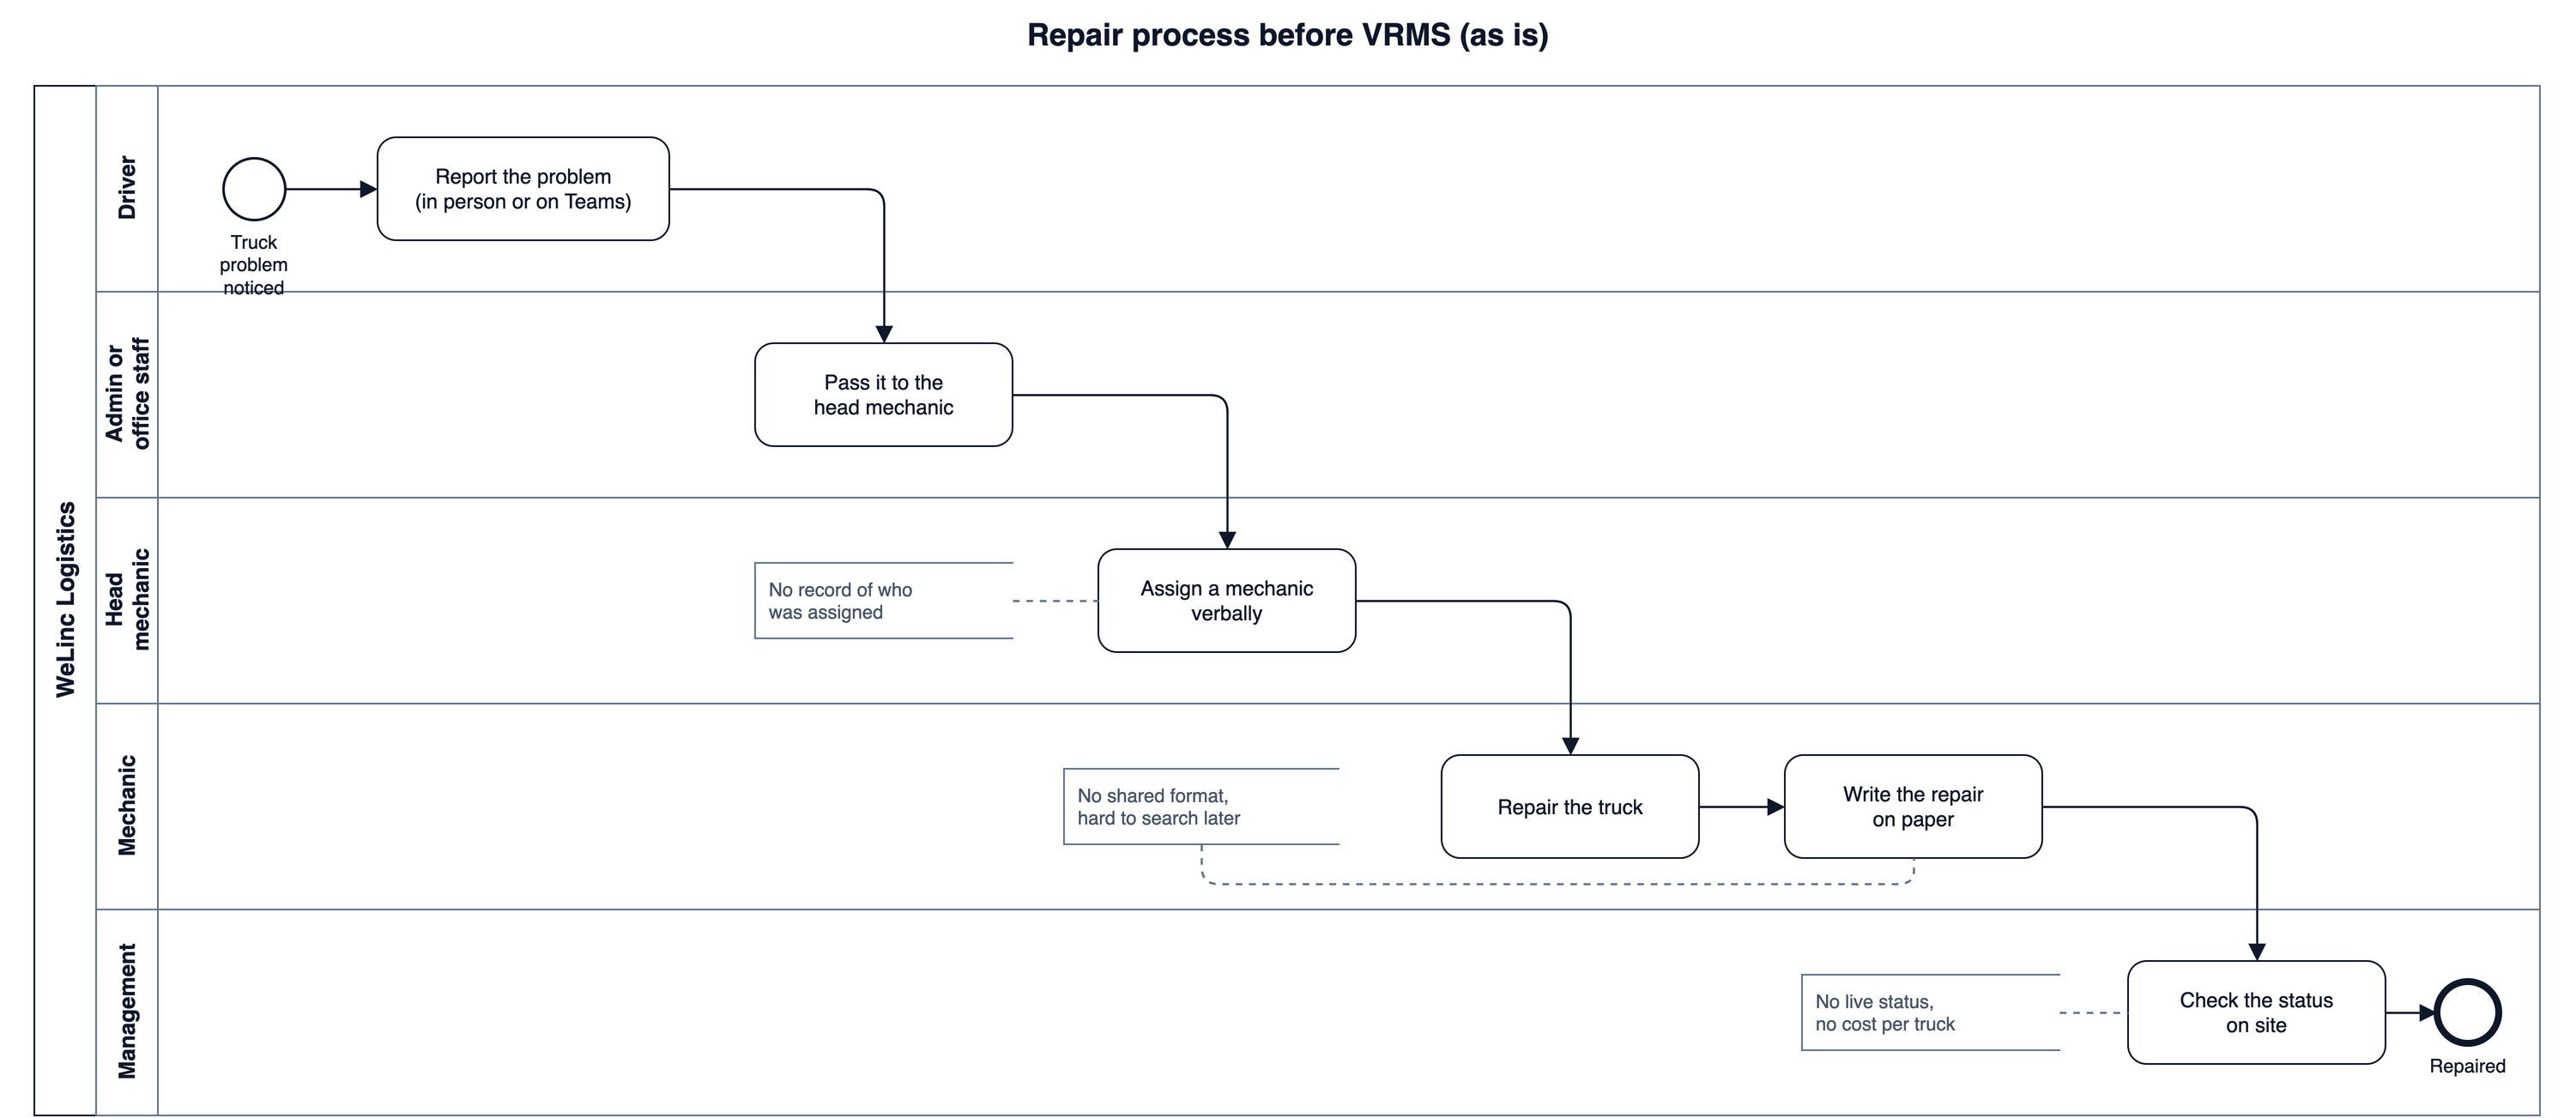 Repair process before VRMS (as is)
WeLinc Logistics
Driver
Truck
problem
noticed
Report the problem
(in person or on Teams)
Admin or
office staff
Pass it to the
head mechanic
Head
mechanic
No record of who
was assigned
Assign a mechanic
verbally
Mechanic
No shared format,
hard to search later
Repair the truck
Write the repair
on paper
Management
No live status,
no cost per truck
Check the status
on site
Repaired